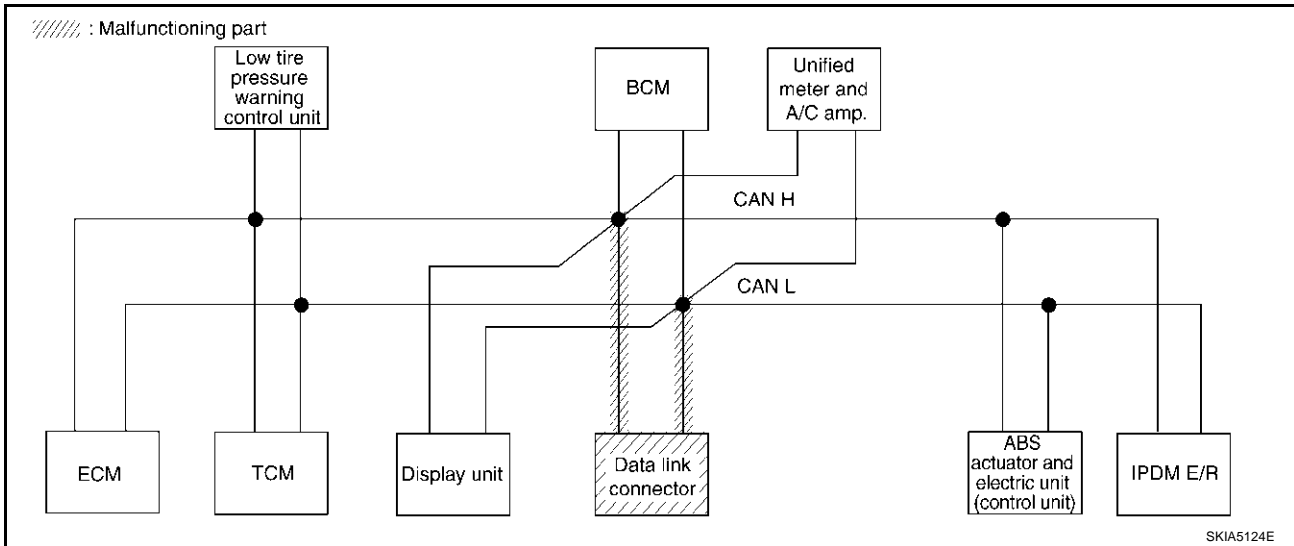 : Malfunctioning part
Low tire
pressure
warning
control unit
BCM
Unified
meter and
A/C amp.
CAN H
CAN L
ECM
TCM
Display unit
Data link
connector
ABS
actuator and
electric unit
(control unit)
IPDM E/R
SKIA5124E